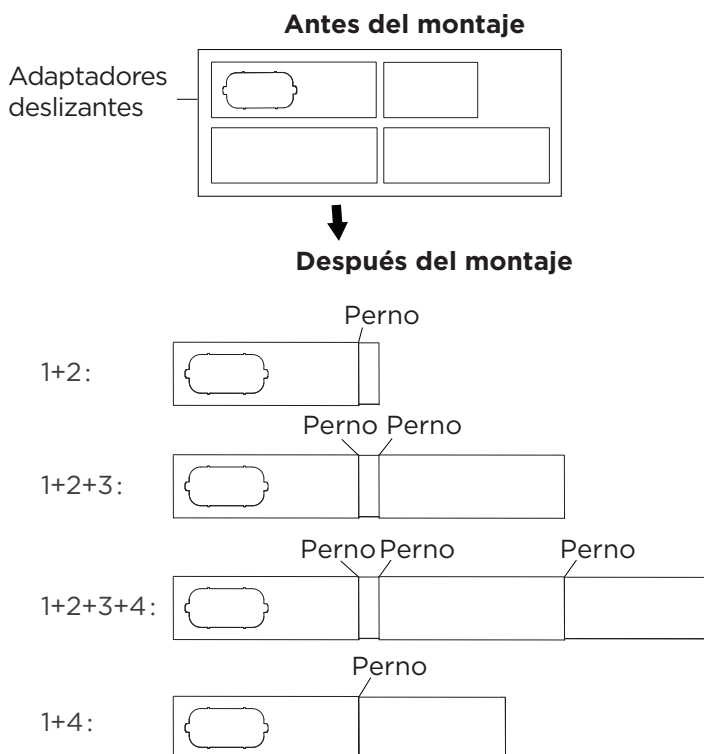 Antes del montaje
Adaptadores
deslizantes
Después del montaje
Perno
1+2:
Perno Perno
1+2+3:
Perno Perno Perno
1+2+3+4:
Perno
1+4: